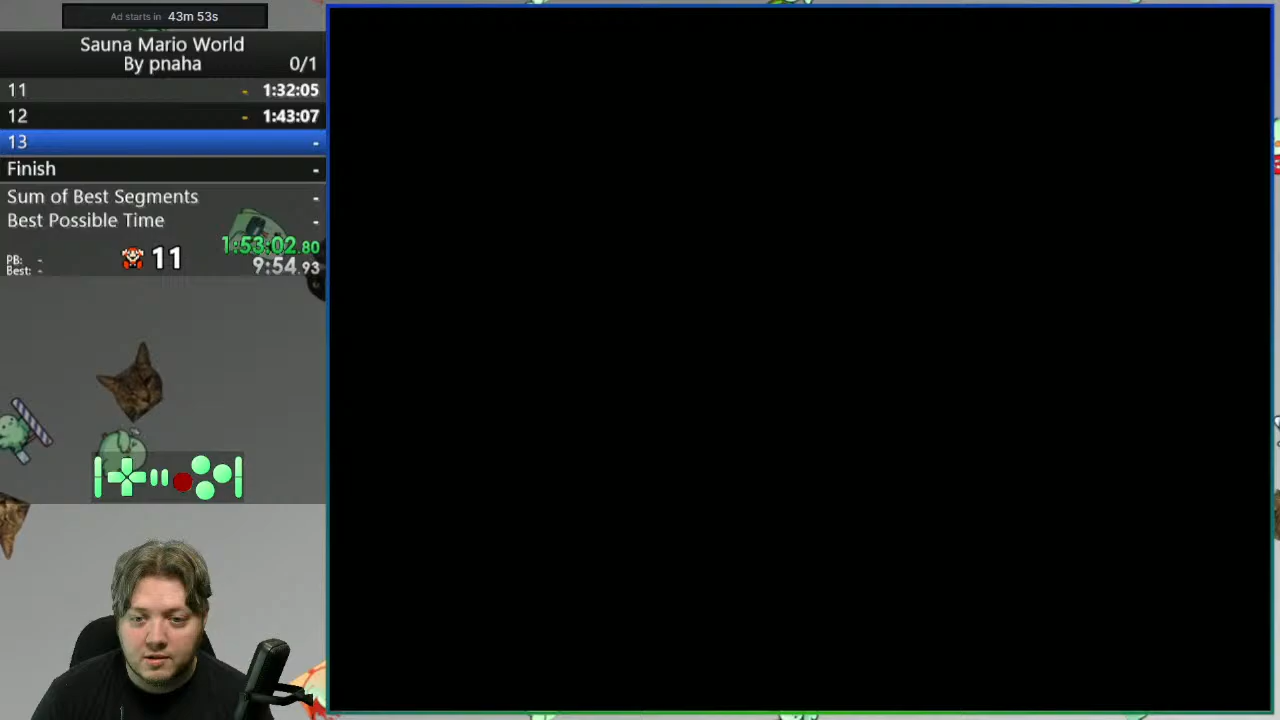 Ad starts in 43m 53s
Sauna Mario World
By pnaha 0/1
11 - 1:32:05
12 - 1:43:07
13 -
Finish -
Sum of Best Segments -
Best Possible Time -
PB: -
Best: -
11
1:53:02.80
9:54.93